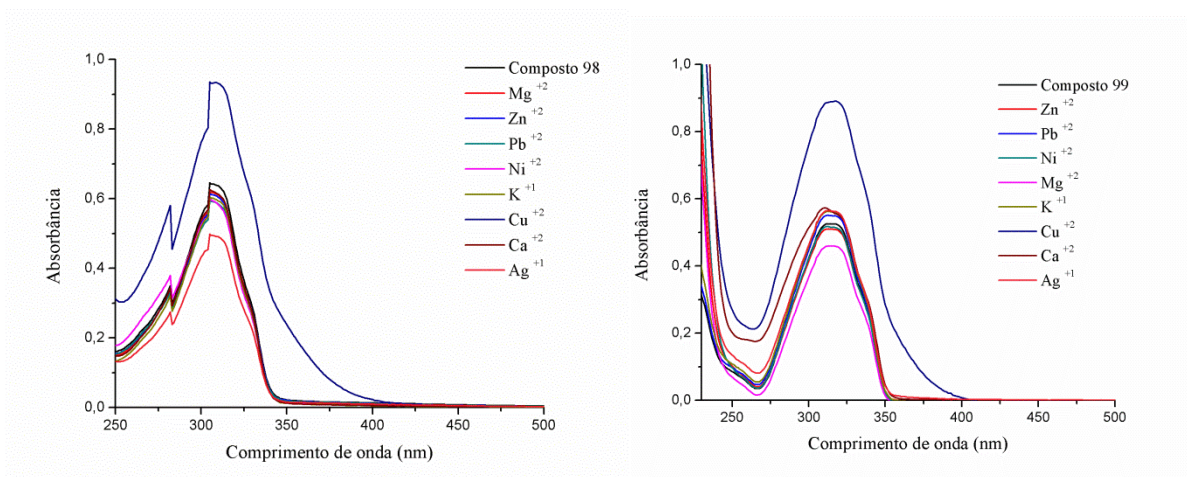 1,0
0,8
0,6
0,4
0,2
0,0
Absorbância
250 300 350 400 450 500
Comprimento de onda (nm)
Composto 98
Mg +2
Zn +2
Pb +2
Ni +2
K +1
Cu +2
Ca +2
Ag +1
1,0
0,8
0,6
0,4
0,2
0,0
Absorbância
250 300 350 400 450 500
Comprimento de onda (nm)
Composto 99
Zn +2
Pb +2
Ni +2
Mg +2
K +1
Cu +2
Ca +2
Ag +1